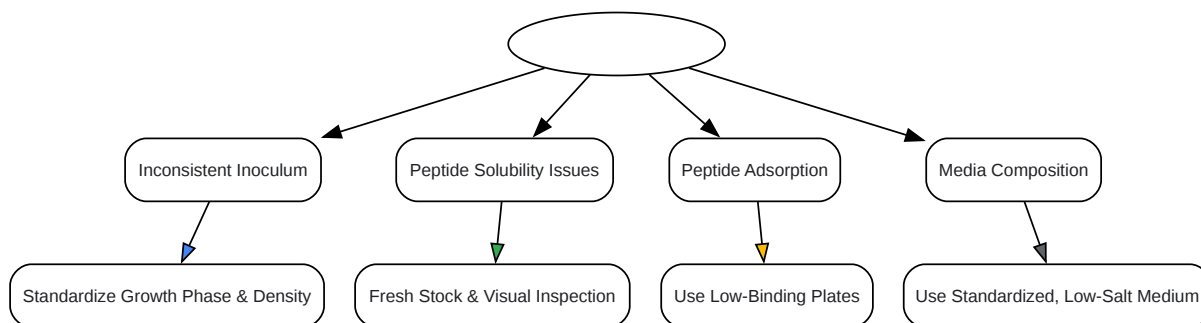 Inconsistent Inoculum
Peptide Solubility Issues
Peptide Adsorption
Media Composition
Standardize Growth Phase & Density
Fresh Stock & Visual Inspection
Use Low-Binding Plates
Use Standardized, Low-Salt Medium